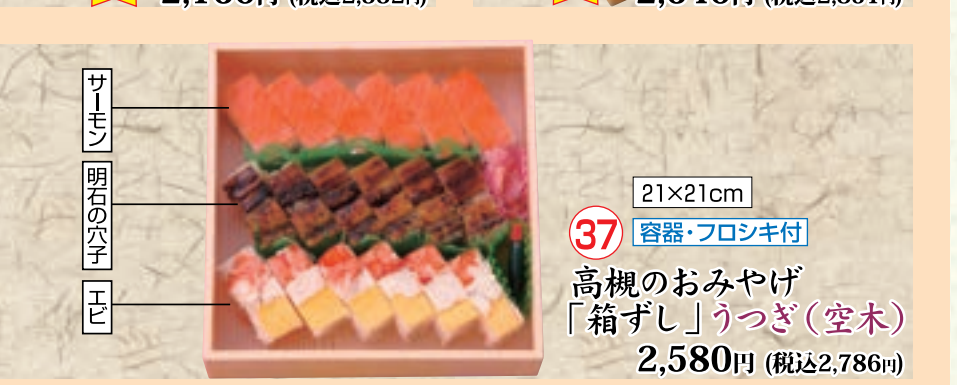 サーモン
明石の穴子
エビ
21×21cm
37
容器・フロシキ付
高槻のおみやげ
「箱ずし」うつぎ(空木)
2,580円(税込2,786円)